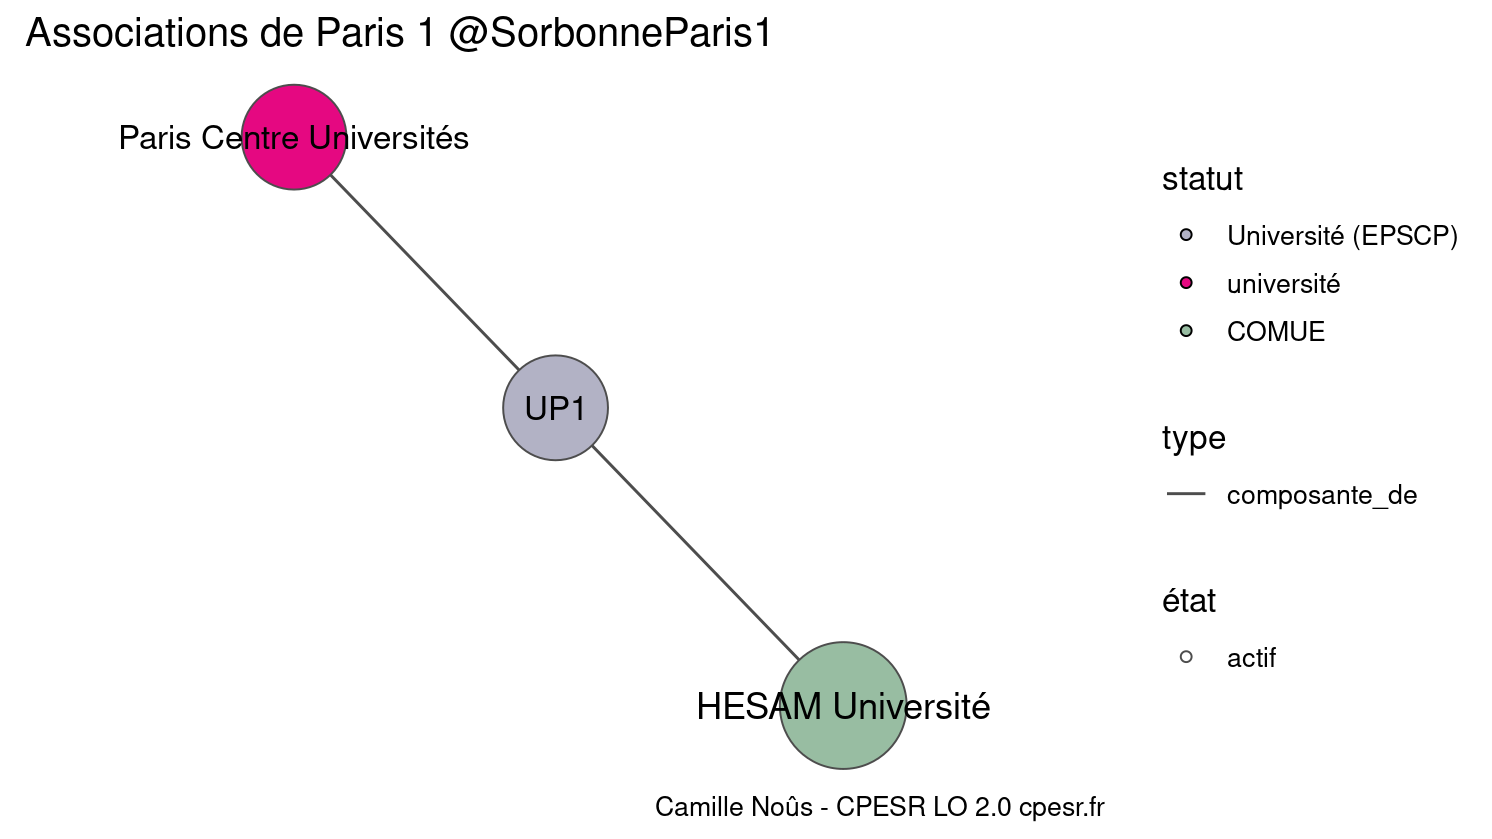 Associations de Paris 1 @SorbonneParis1
Paris Centre Universités
UP1
HESAM Université
statut
Université (EPSCP)
université
COMUE
type
composante_de
état
actif
Camille Noûs - CPESR LO 2.0 cpesr.fr